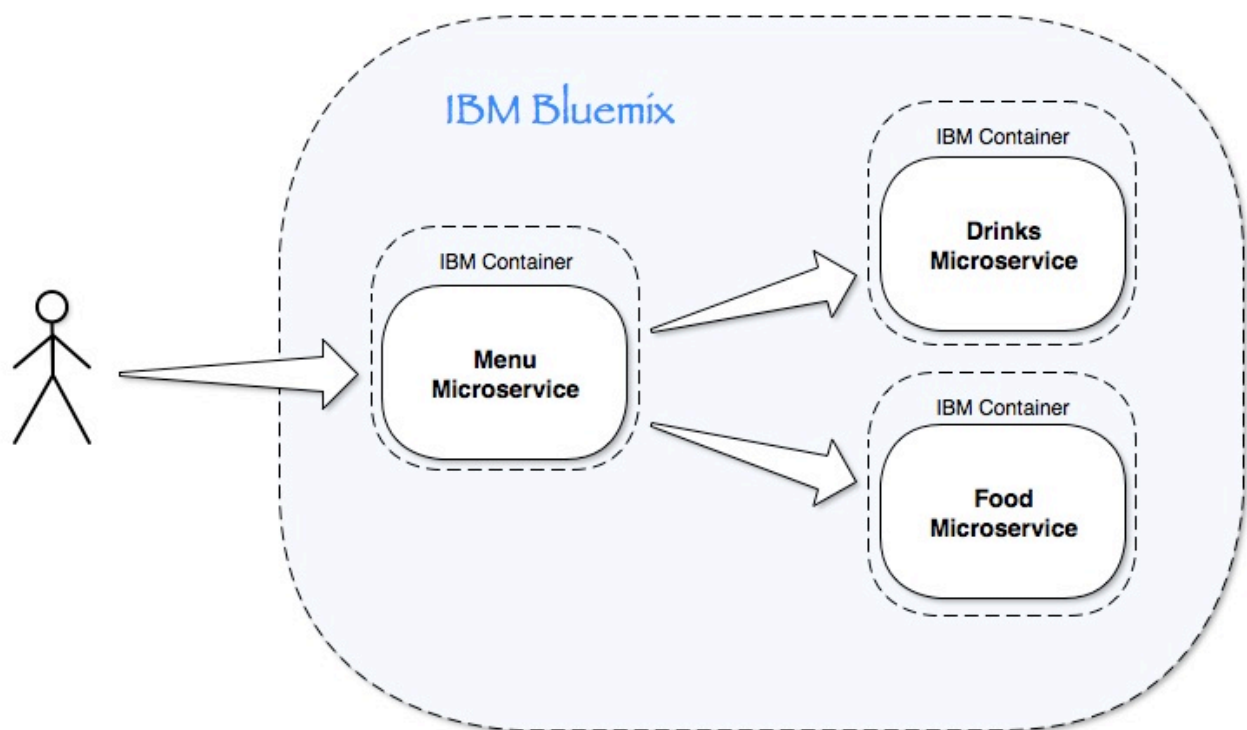 IBM Bluemix
IBM Container
Drinks
Microservice
IBM Container
Menu
Microservice
IBM Container
Food
Microservice